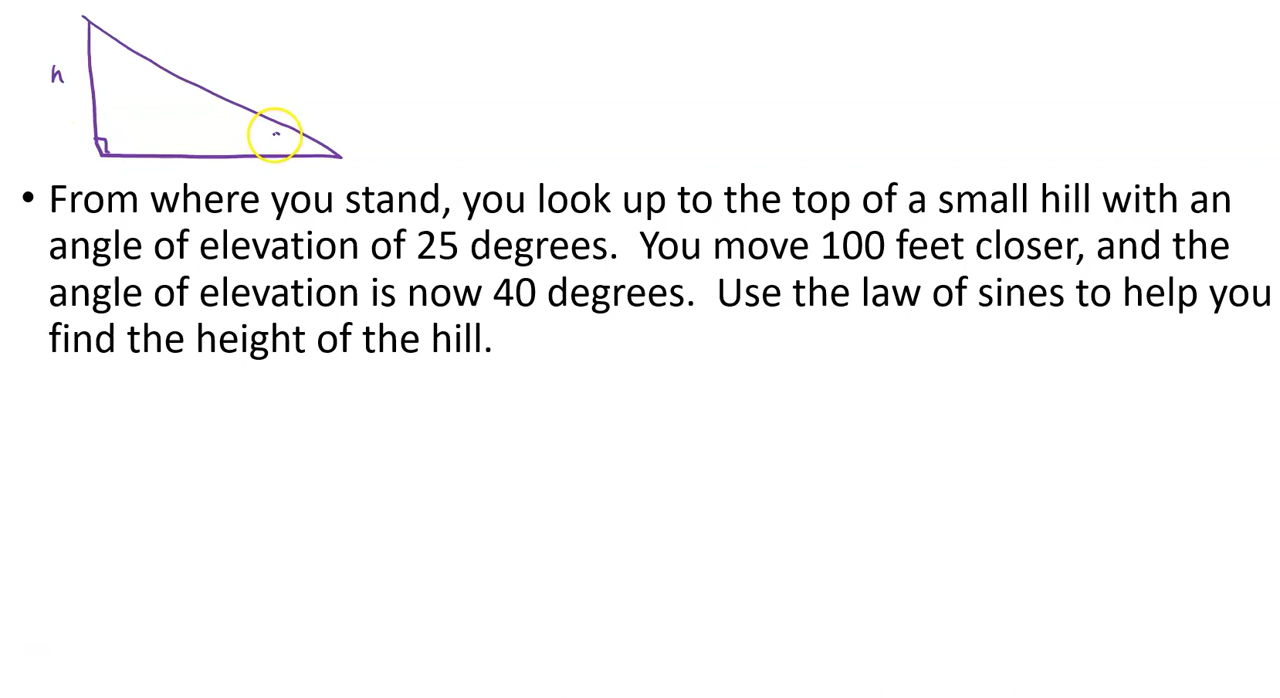 h
• From where you stand, you look up to the top of a small hill with an
angle of elevation of 25 degrees.  You move 100 feet closer, and the
angle of elevation is now 40 degrees.  Use the law of sines to help you
find the height of the hill.